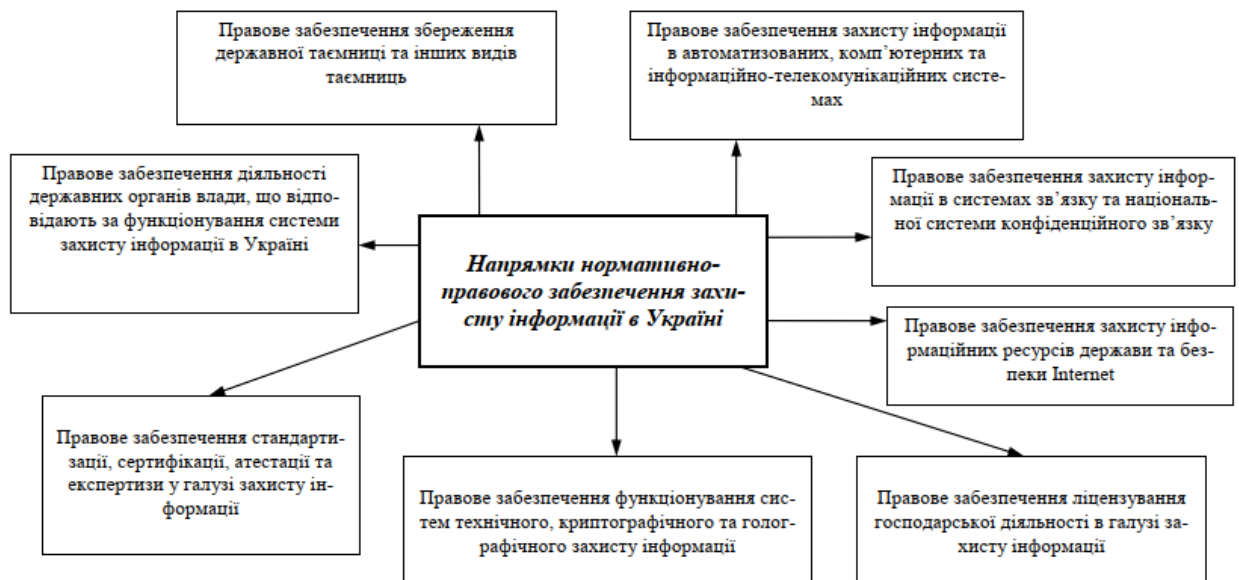 Правове забезпечення збереження
державної таємниці та інших видів
таємниць
Правове забезпечення захисту інформації
в автоматизованих, комп’ютерних та
інформаційно-телекомунікаційних систе-
мах
Правове забезпечення діяльності
державних органів влади, що відпо-
відають за функціонування системи
захисту інформації в Україні
Правове забезпечення захисту інфор-
мації в системах зв’язку та національ-
ної системи конфіденційного зв’язку
Напрямки нормативно-
правового забезпечення захи-
сту інформації в Україні
Правове забезпечення захисту інфо-
рмаційних ресурсів держави та без-
пеки Internet
Правове забезпечення стандарти-
зації, сертифікації, атестації та
експертизи у галузі захисту ін-
формації
Правове забезпечення функціонування сис-
тем технічного, криптографічного та голог-
рафічного захисту інформації
Правове забезпечення ліцензування
господарської діяльності в галузі за-
хисту інформації